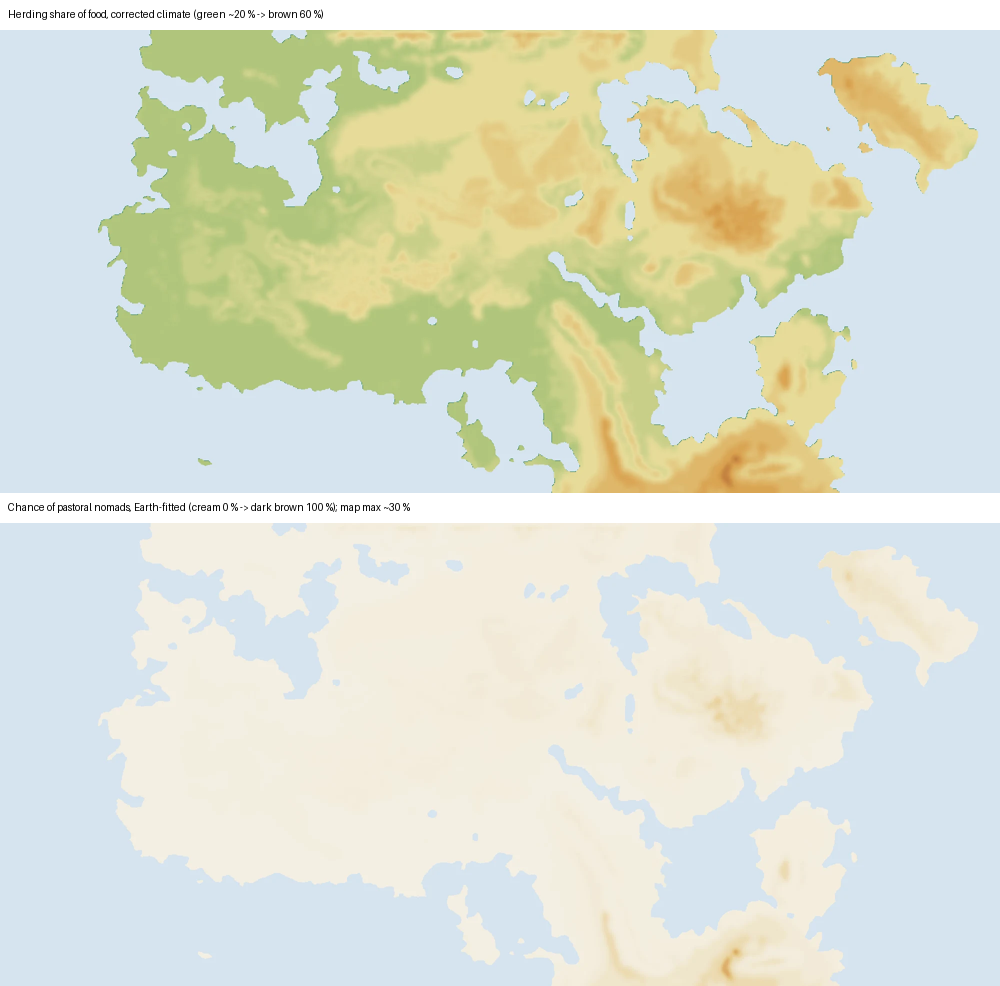 Herding share of food, corrected climate (green ~20 % -> brown 60 %)
Chance of pastoral nomads, Earth-fitted (cream 0 % -> dark brown 100 %); map max ~30 %